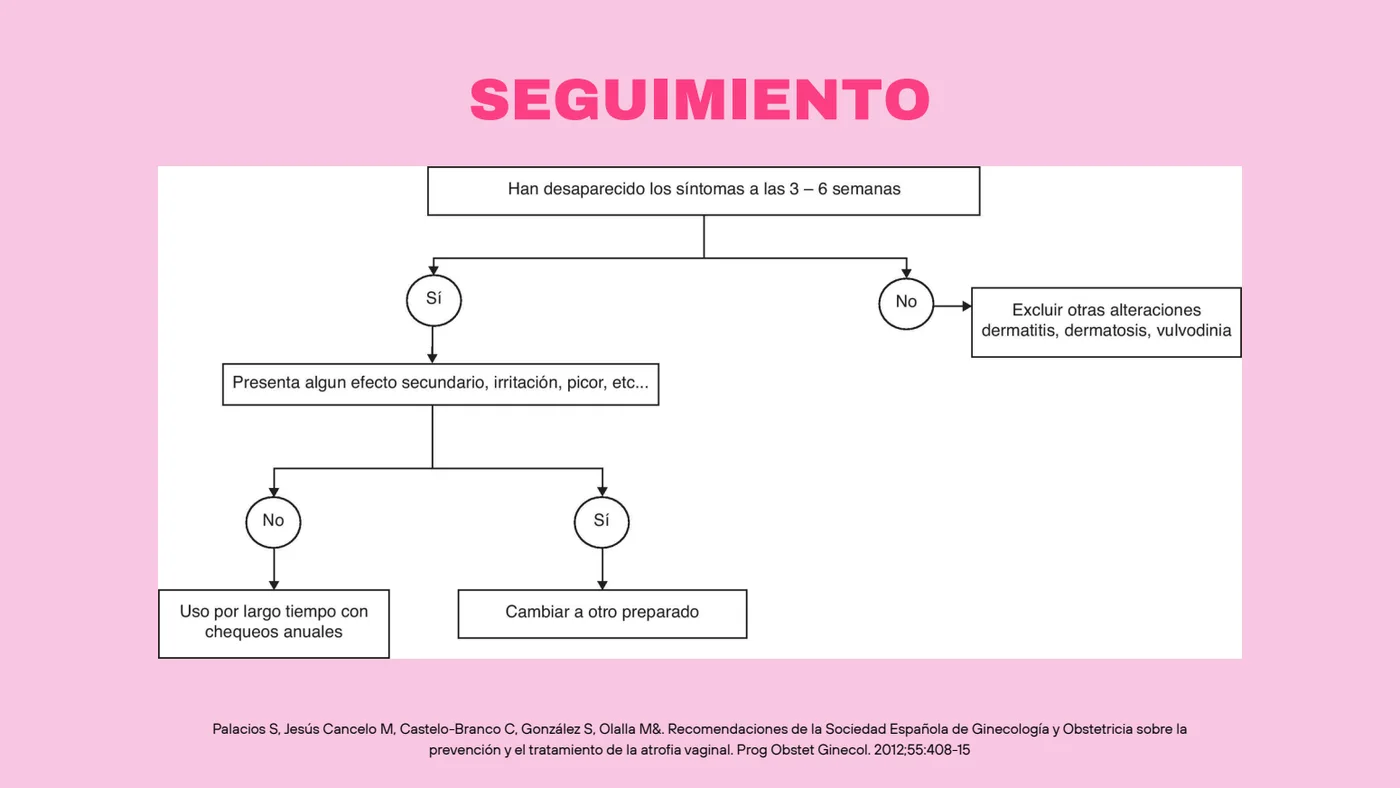 SEGUIMIENTO
Han desaparecido los síntomas a las 3 – 6 semanas
Sí
No
Excluir otras alteraciones
dermatitis, dermatosis, vulvodinia
Presenta algun efecto secundario, irritación, picor, etc...
No
Sí
Uso por largo tiempo con
chequeos anuales
Cambiar a otro preparado
Palacios S, Jesús Cancelo M, Castelo-Branco C, González S, Olalla M&. Recomendaciones de la Sociedad Española de Ginecología y Obstetricia sobre la
prevención y el tratamiento de la atrofia vaginal. Prog Obstet Ginecol. 2012;55:408-15